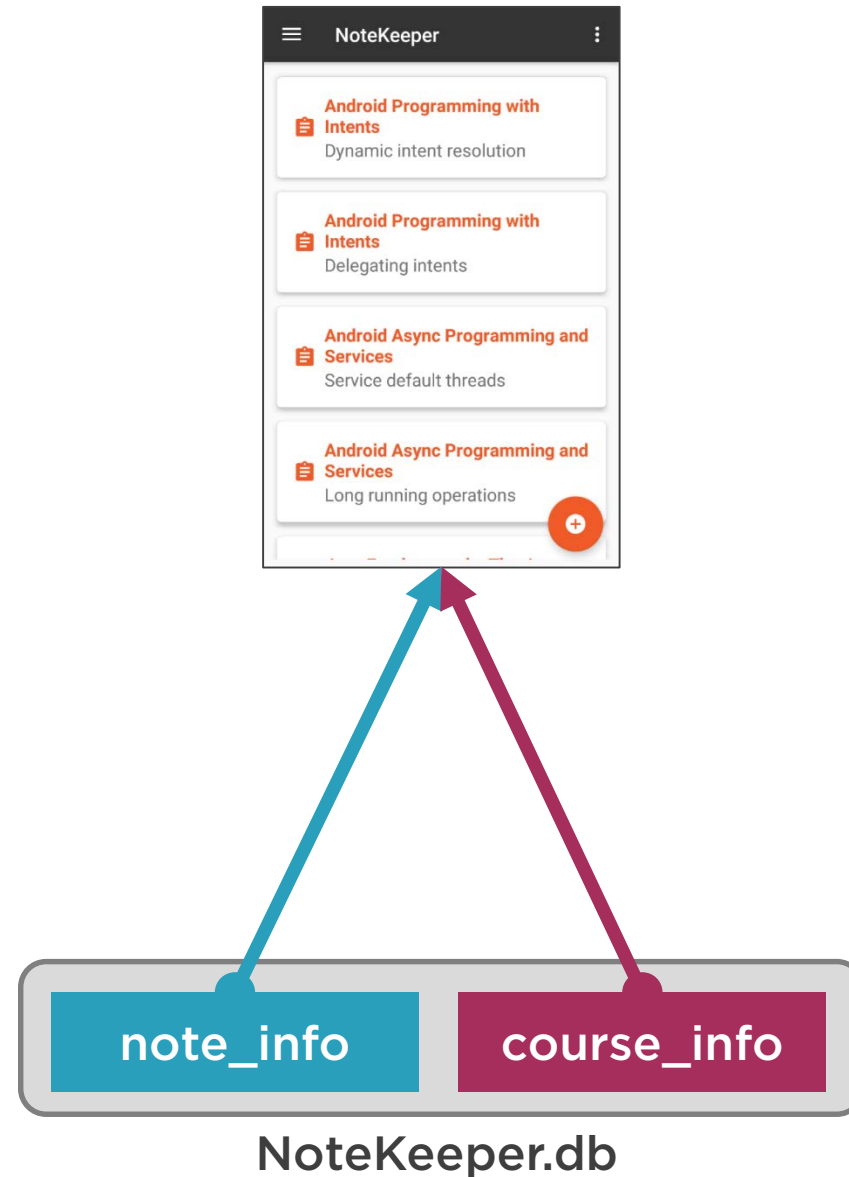 NoteKeeper
Android Programming with
Intents
Dynamic intent resolution
Android Programming with
Intents
Delegating intents
Android Async Programming and
Services
Service default threads
Android Async Programming and
Services
Long running operations
note_info
course_info
NoteKeeper.db